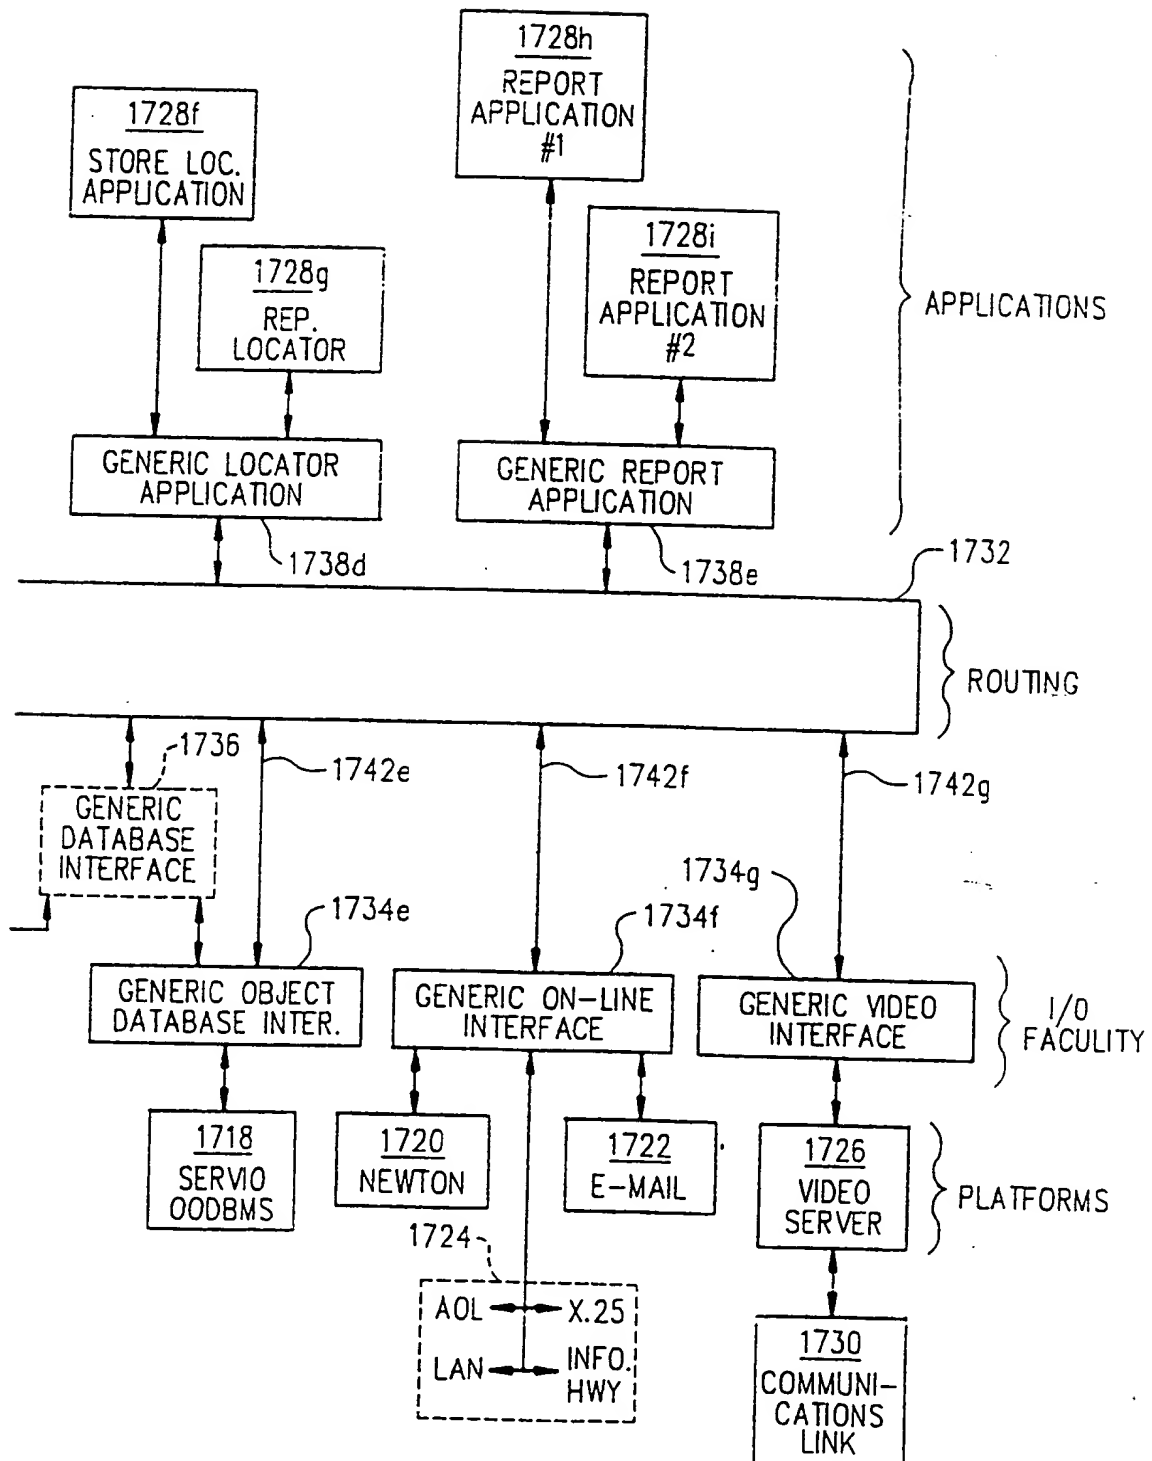 1728h
REPORT
APPLICATION
#1
1728f
STORE LOC.
APPLICATION
1728i
REPORT
APPLICATION
#2
1728g
REP.
LOCATOR
APPLICATIONS
GENERIC LOCATOR
APPLICATION
GENERIC REPORT
APPLICATION
1738d
1738e
1732
ROUTING
1736
1742e
1742f
1742g
GENERIC
DATABASE
INTERFACE
1734e
1734f
1734g
GENERIC OBJECT
DATABASE INTER.
GENERIC ON-LINE
INTERFACE
GENERIC VIDEO
INTERFACE
I/O
FACULITY
1718
SERVIO
OODBMS
1720
NEWTON
1722
E-MAIL
1726
VIDEO
SERVER
PLATFORMS
1724
AOL
X.25
LAN
INFO.
HWY
1730
COMMUNI-
CATIONS
LINK